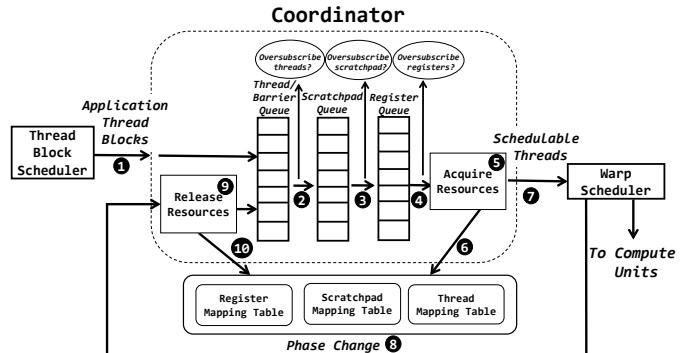 Coordinator
Oversubscribe
threads?
Oversubscribe
scratchpad?
Oversubscribe
registers?
Thread/
Barrier
Queue
Scratchpad
Queue
Register
Queue
Application
Thread
Blocks
Thread
Block
Scheduler
1
Release
Resources
9
2
3
4
Acquire
Resources
5
Schedulable
Threads
7
Warp
Scheduler
10
6
To Compute
Units
Register
Mapping Table
Scratchpad
Mapping Table
Thread
Mapping Table
Phase Change 8